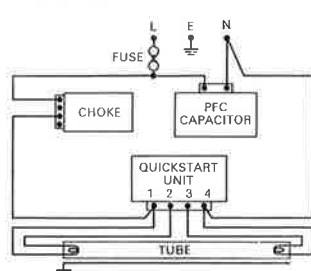 L E N
FUSE
CHOKE
PFC
CAPACITOR
QUICKSTART
UNIT
1 2 3 4
TUBE